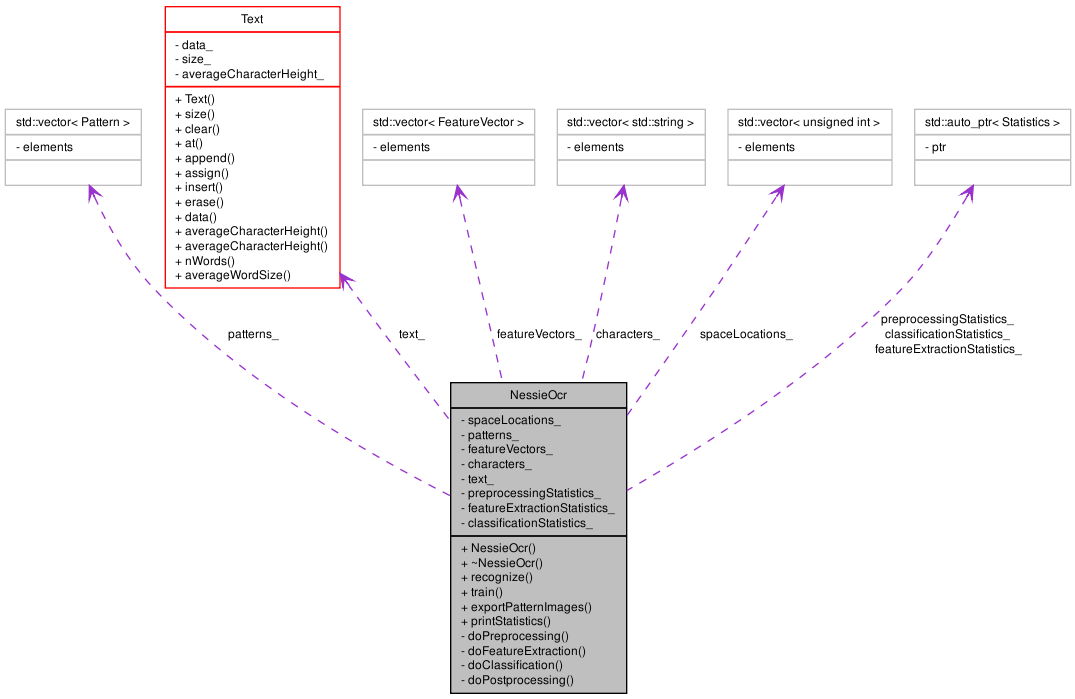 Text
- data_
- size_
- averageCharacterHeight_
+ Text()
+ size()
+ clear()
+ at()
+ append()
+ assign()
+ insert()
+ erase()
+ data()
+ averageCharacterHeight()
+ averageCharacterHeight()
+ nWords()
+ averageWordSize()
std::vector< Pattern >
- elements
std::vector< FeatureVector >
- elements
std::vector< std::string >
- elements
std::vector< unsigned int >
- elements
std::auto_ptr< Statistics >
- ptr
patterns_
text_
featureVectors_
characters_
spaceLocations_
preprocessingStatistics_
classificationStatistics_
featureExtractionStatistics_
NessieOcr
- spaceLocations_
- patterns_
- featureVectors_
- characters_
- text_
- preprocessingStatistics_
- featureExtractionStatistics_
- classificationStatistics_
+ NessieOcr()
+ ~NessieOcr()
+ recognize()
+ train()
+ exportPatternImages()
+ printStatistics()
- doPreprocessing()
- doFeatureExtraction()
- doClassification()
- doPostprocessing()